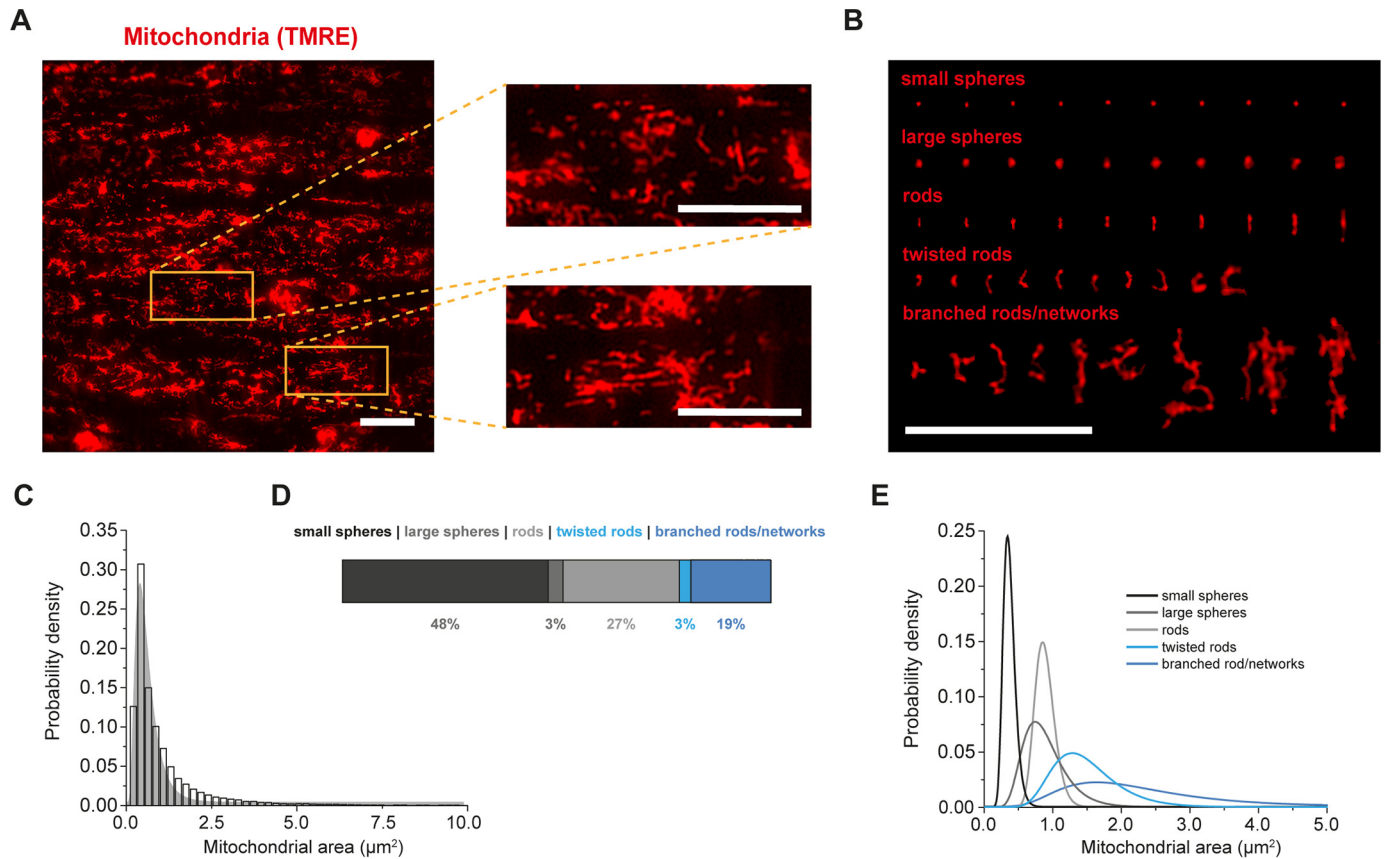 A
Mitochondria (TMRE)
B
small spheres
large spheres
rods
twisted rods
branched rods/networks
C
Probability density
0.35
0.30
0.25
0.20
0.15
0.10
0.05
0.00
0.0 2.5 5.0 7.5 10.0
Mitochondrial area (µm²)
D
small spheres | large spheres | rods | twisted rods | branched rods/networks
48% 3% 27% 3% 19%
E
Probability density
0.25
0.20
0.15
0.10
0.05
0.00
small spheres
large spheres
rods
twisted rods
branched rod/networks
0.0 1.0 2.0 3.0 4.0 5.0
Mitochondrial area (µm²)